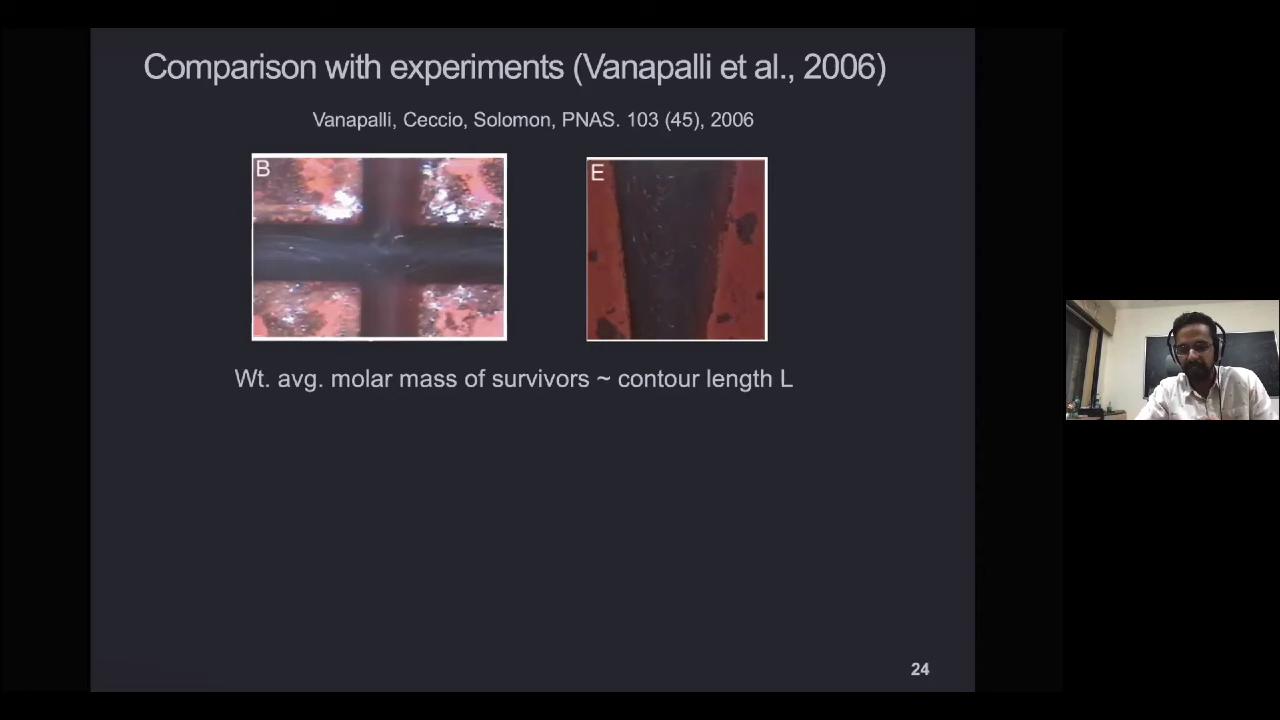 Comparison with experiments (Vanapalli et al., 2006)
Vanapalli, Ceccio, Solomon, PNAS. 103 (45), 2006
B
E
Wt. avg. molar mass of survivors ~ contour length L
24